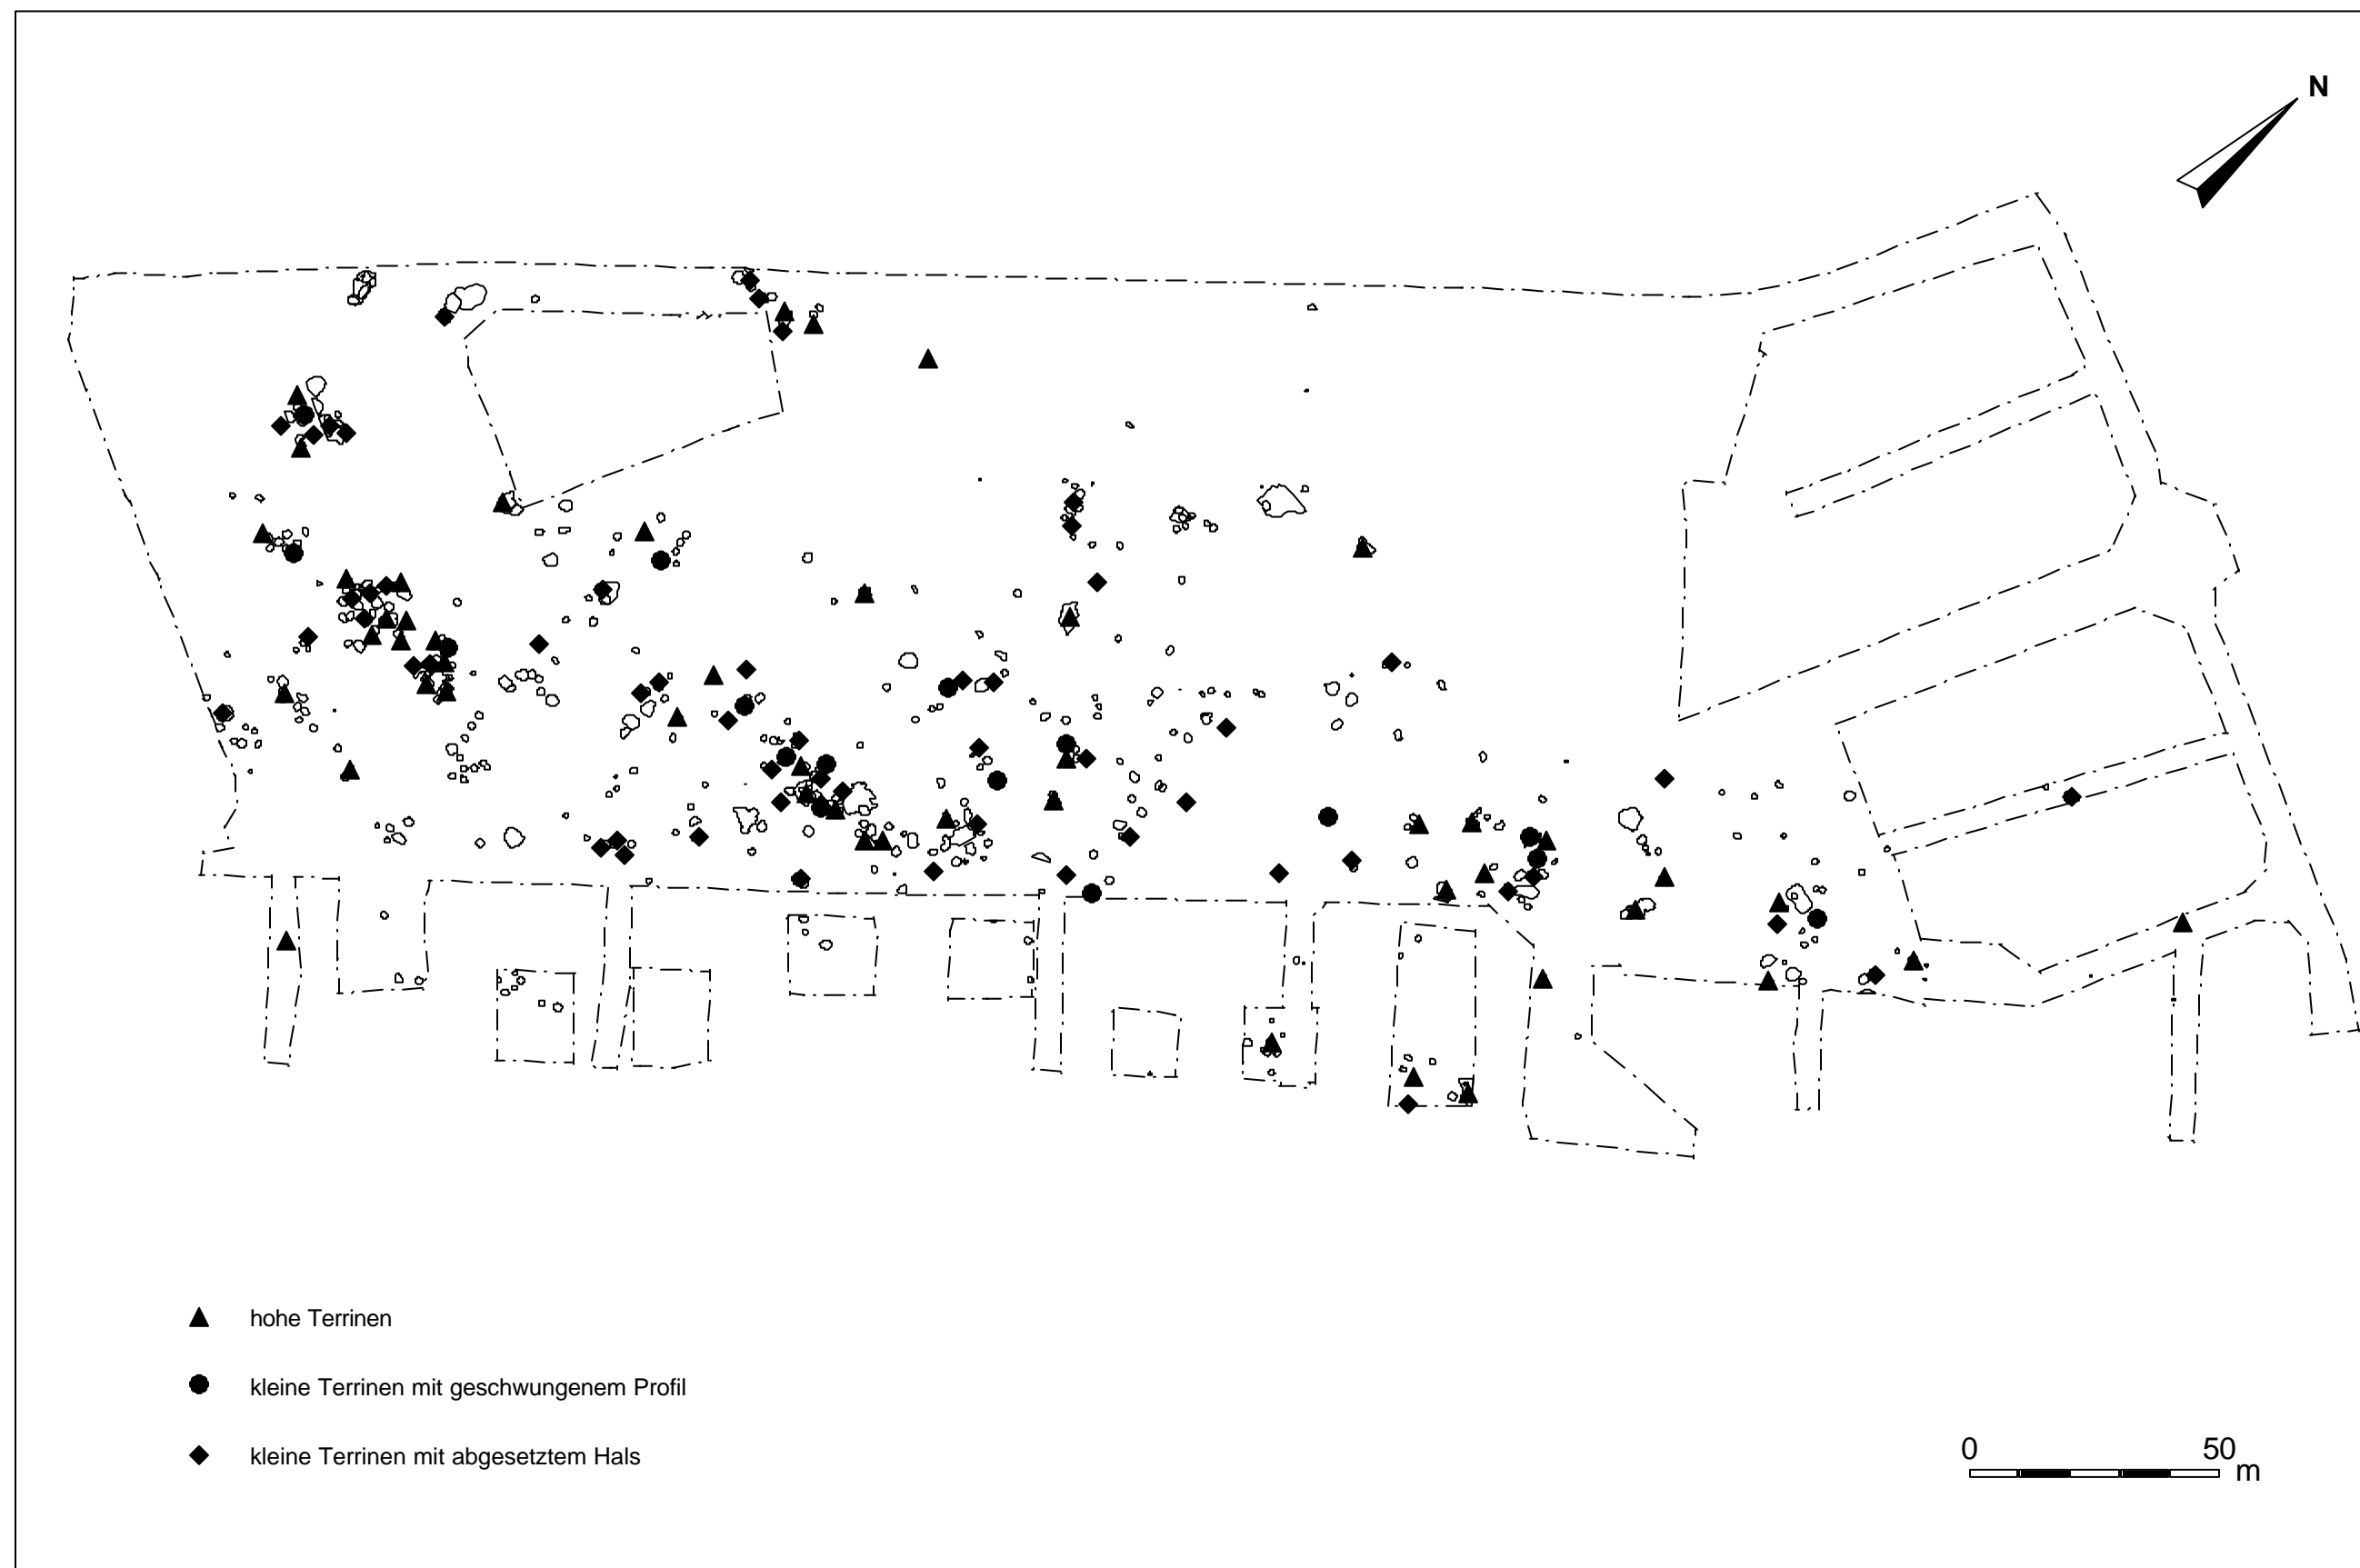 N
hohe Terrinen
kleine Terrinen mit geschwungenem Profil
kleine Terrinen mit abgesetztem Hals
0 50
m